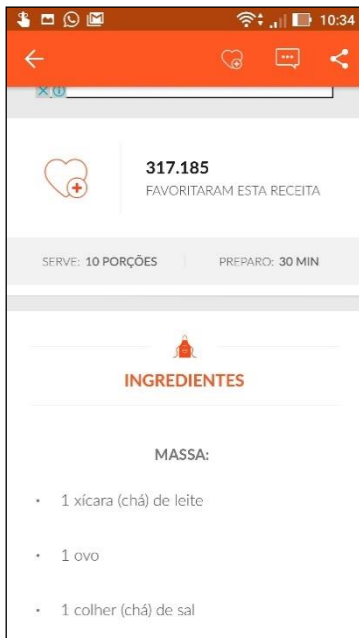 10:34
317.185
FAVORITARAM ESTA RECEITA
SERVE: 10 PORÇÕES PREPARO: 30 MIN
INGREDIENTES
MASSA:
• 1 xícara (chá) de leite
• 1 ovo
• 1 colher (chá) de sal